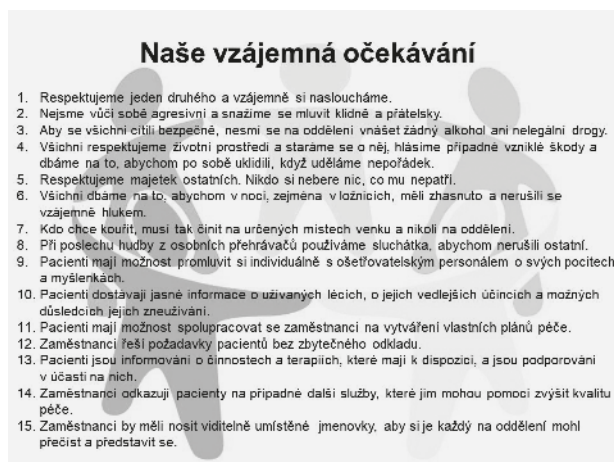 Naše vzájemná očekávání
1. Respektujeme jeden druhého a vzájemně si nasloucháme.
2. Nejsme vůči sobě agresivní a snažíme se mluvit klidně a přátelsky.
3. Aby se všichni cítili bezpečně, nesmí se na oddělení vnášet žádný alkohol ani nelegální drogy.
4. Všichni respektujeme životní prostředí a staráme se o něj, hlásíme případné vzniklé škody a
dbáme na to, abychom po sobě uklidili, když uděláme nepořádek.
5. Respektujeme majetek ostatních. Nikdo si nebere nic, co mu nepatří.
6. Všichni dbáme na to, abychom v noci, zejména v ložnicích, měli zhasnuto a nerušili se
vzájemně hlukem.
7. Kdo chce kouřit, musí tak činit na určených místech venku a nikoli na oddělení.
8. Při poslechu hudby z osobních přehrávačů používáme sluchátka, abychom nerušili ostatní.
9. Pacienti mají možnost promluvit si individuálně s ošetřovatelským personálem o svých pocitech
a myšlenkách.
10. Pacienti dostávají jasné informace o užívaných lécích, o jejich vedlejších účincích a možných
důsledcích jejich zneužívání.
11. Pacienti mají možnost spolupracovat se zaměstnanci na vytváření vlastních plánů péče.
12. Zaměstnanci řeší požadavky pacientů bez zbytečného odkladu.
13. Pacienti jsou informováni o činnostech a terapiích, které mají k dispozici, a jsou podporováni
v účasti na nich.
14. Zaměstnanci odkazují pacienty na případné další služby, které jim mohou pomoci zvýšit kvalitu
péče.
15. Zaměstnanci by měli nosit viditelně umístěné jmenovky, aby si je každý na oddělení mohl
přečíst a představit se.